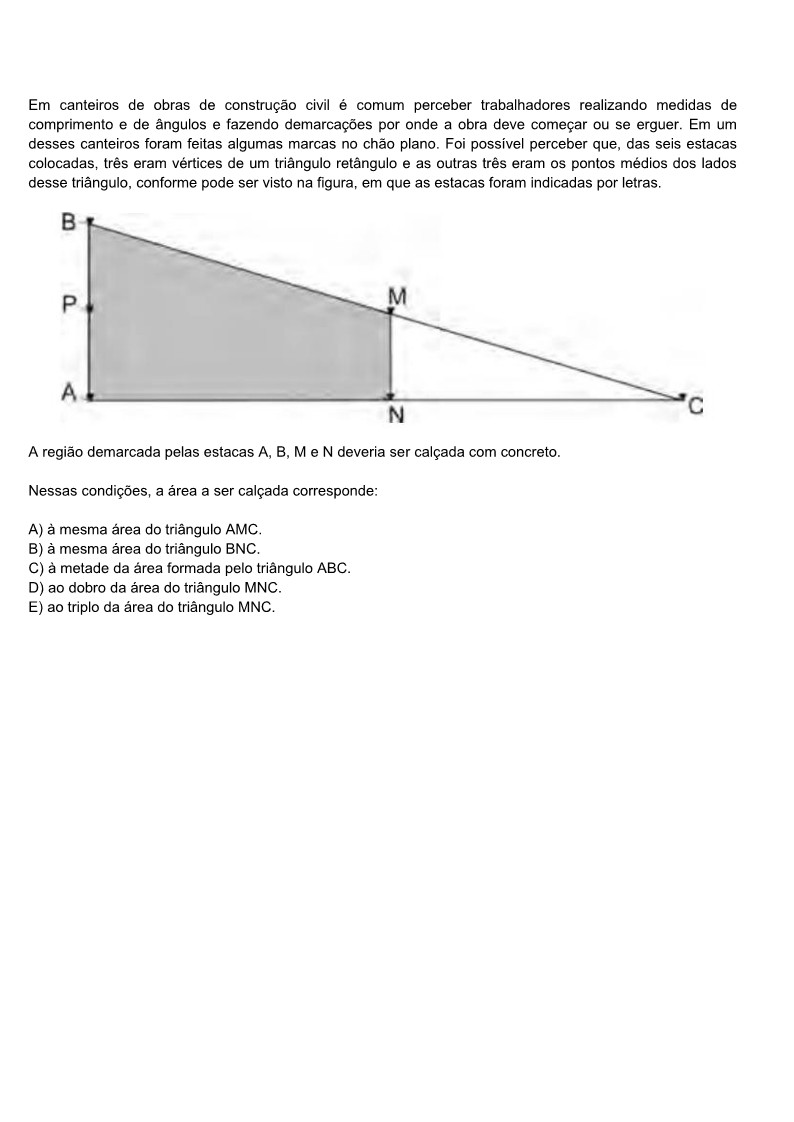 Em canteiros de obras de construção civil é comum perceber trabalhadores realizando medidas de
comprimento e de ângulos e fazendo demarcações por onde a obra deve começar ou se erguer. Em um
desses canteiros foram feitas algumas marcas no chão plano. Foi possível perceber que, das seis estacas
colocadas, três eram vértices de um triângulo retângulo e as outras três eram os pontos médios dos lados
desse triângulo, conforme pode ser visto na figura, em que as estacas foram indicadas por letras.
B
M
P
A
C
N
A região demarcada pelas estacas A, B, M e N deveria ser calçada com concreto.
Nessas condições, a área a ser calçada corresponde:
A) à mesma área do triângulo AMC.
B) à mesma área do triângulo BNC.
C) à metade da área formada pelo triângulo ABC.
D) ao dobro da área do triângulo MNC.
E) ao triplo da área do triângulo MNC.